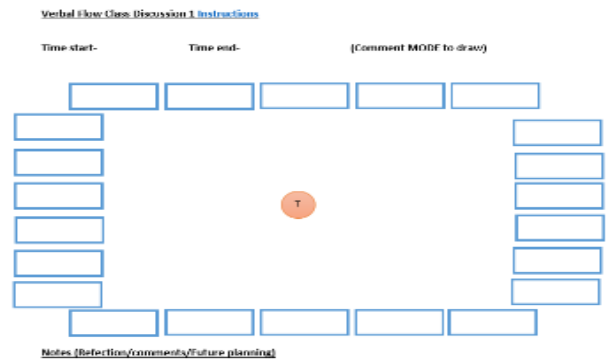 Verbal Flow Class Discussion 1 Instructions
Time start- Time end- (Comment MODE to draw)
T
Notes (Refection/comments/Future planning)